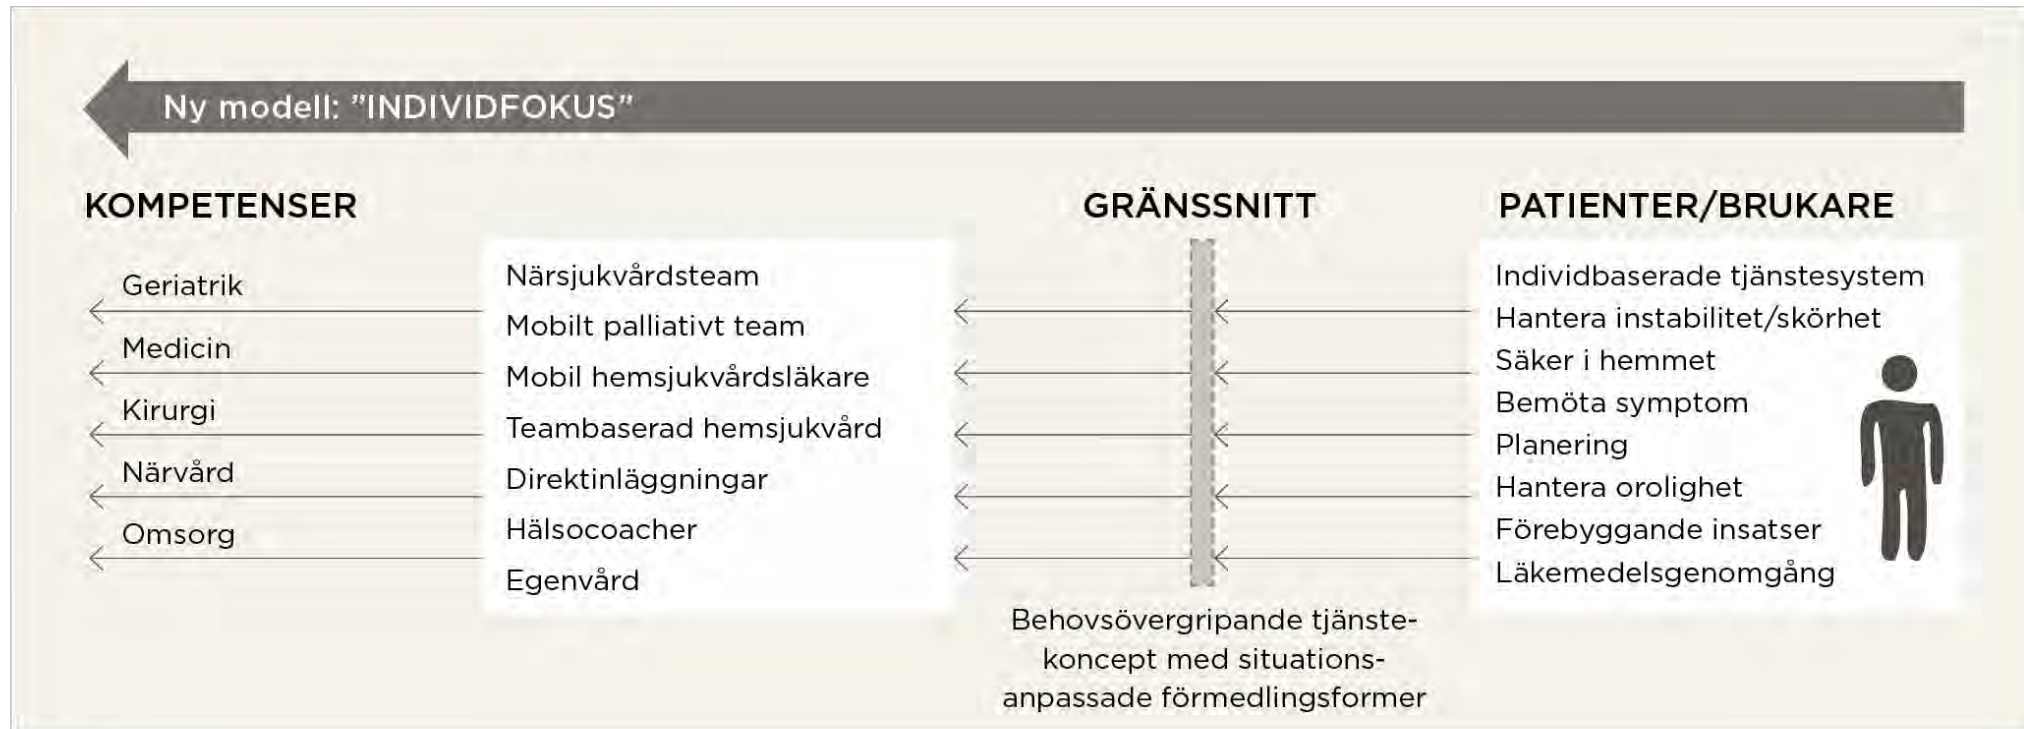 Ny modell: ”INDIVIDFOKUS”
KOMPETENSER
Geriatrik
Medicin
Kirurgi
Närvård
Omsorg
Närsjukvårdsteam
Mobilt palliativt team
Mobil hemsjukvårdsläkare
Teambaserad hemsjukvård
Direktinläggningar
Hälsocoacher
Egenvård
GRÄNSSNITT
Behovsövergripande tjänste-
koncept med situations-
anpassade förmedlingsformer
PATIENTER/BRUKARE
Individbaserade tjänstesystem
Hantera instabilitet/skörhet
Säker i hemmet
Bemöta symptom
Planering
Hantera orolighet
Förebyggande insatser
Läkemedelsgenomgång